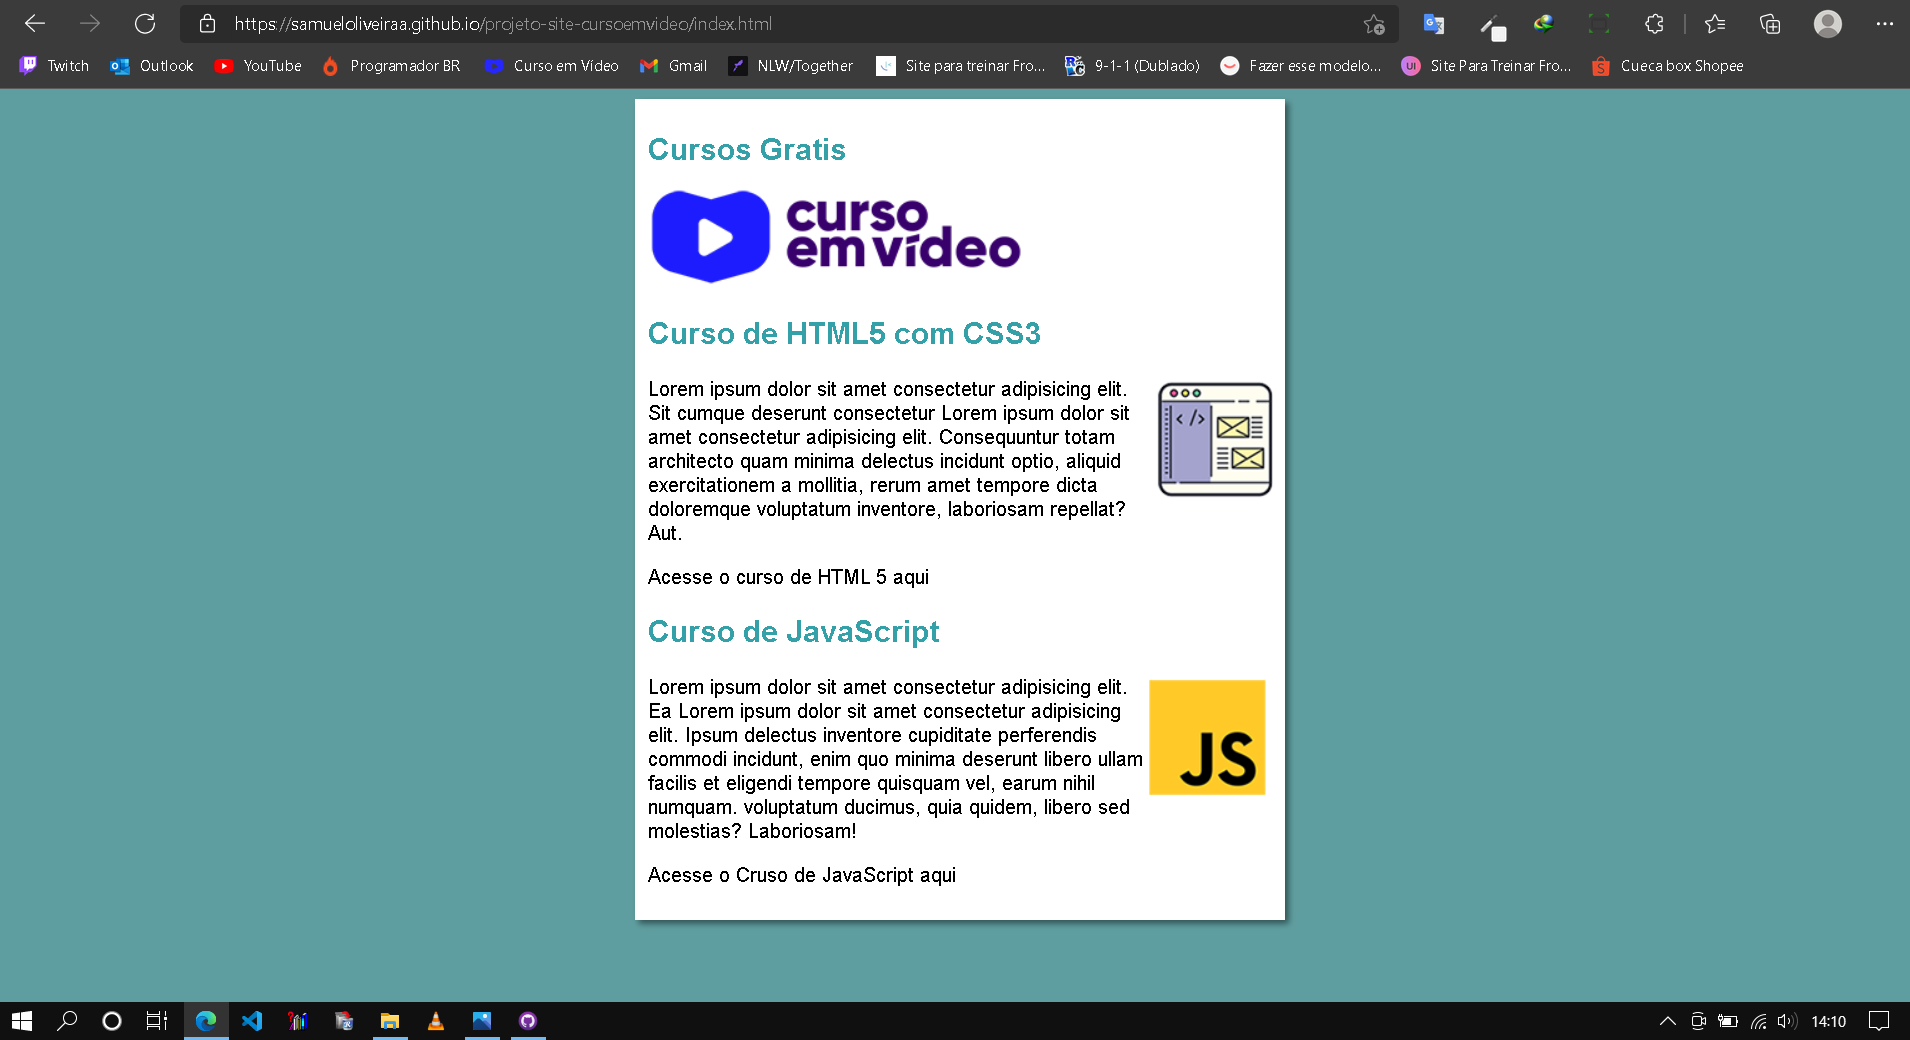 https://samueloliveiraa.github.io/projeto-site-cursoemvideo/index.html
Twitch Outlook YouTube Programador BR Curso em Vídeo Gmail NLW/Together Site para treinar Fro... 9-1-1 (Dublado) Fazer esse modelo... Site Para Treinar Fro... Cueca box Shopee
Cursos Gratis
curso
em vídeo
Curso de HTML5 com CSS3
Lorem ipsum dolor sit amet consectetur adipisicing elit.
Sit cumque deserunt consectetur Lorem ipsum dolor sit
amet consectetur adipisicing elit. Consequuntur totam
architecto quam minima delectus incidunt optio, aliquid
exercitationem a mollitia, rerum amet tempore dicta
doloremque voluptatum inventore, laboriosam repellat?
Aut.
</>
Acesse o curso de HTML 5 aqui
Curso de JavaScript
Lorem ipsum dolor sit amet consectetur adipisicing elit.
Ea Lorem ipsum dolor sit amet consectetur adipisicing
elit. Ipsum delectus inventore cupiditate perferendis
commodi incidunt, enim quo minima deserunt libero ullam
facilis et eligendi tempore quisquam vel, earum nihil
numquam. voluptatum ducimus, quia quidem, libero sed
molestias? Laboriosam!
JS
Acesse o Cruso de JavaScript aqui
14:10